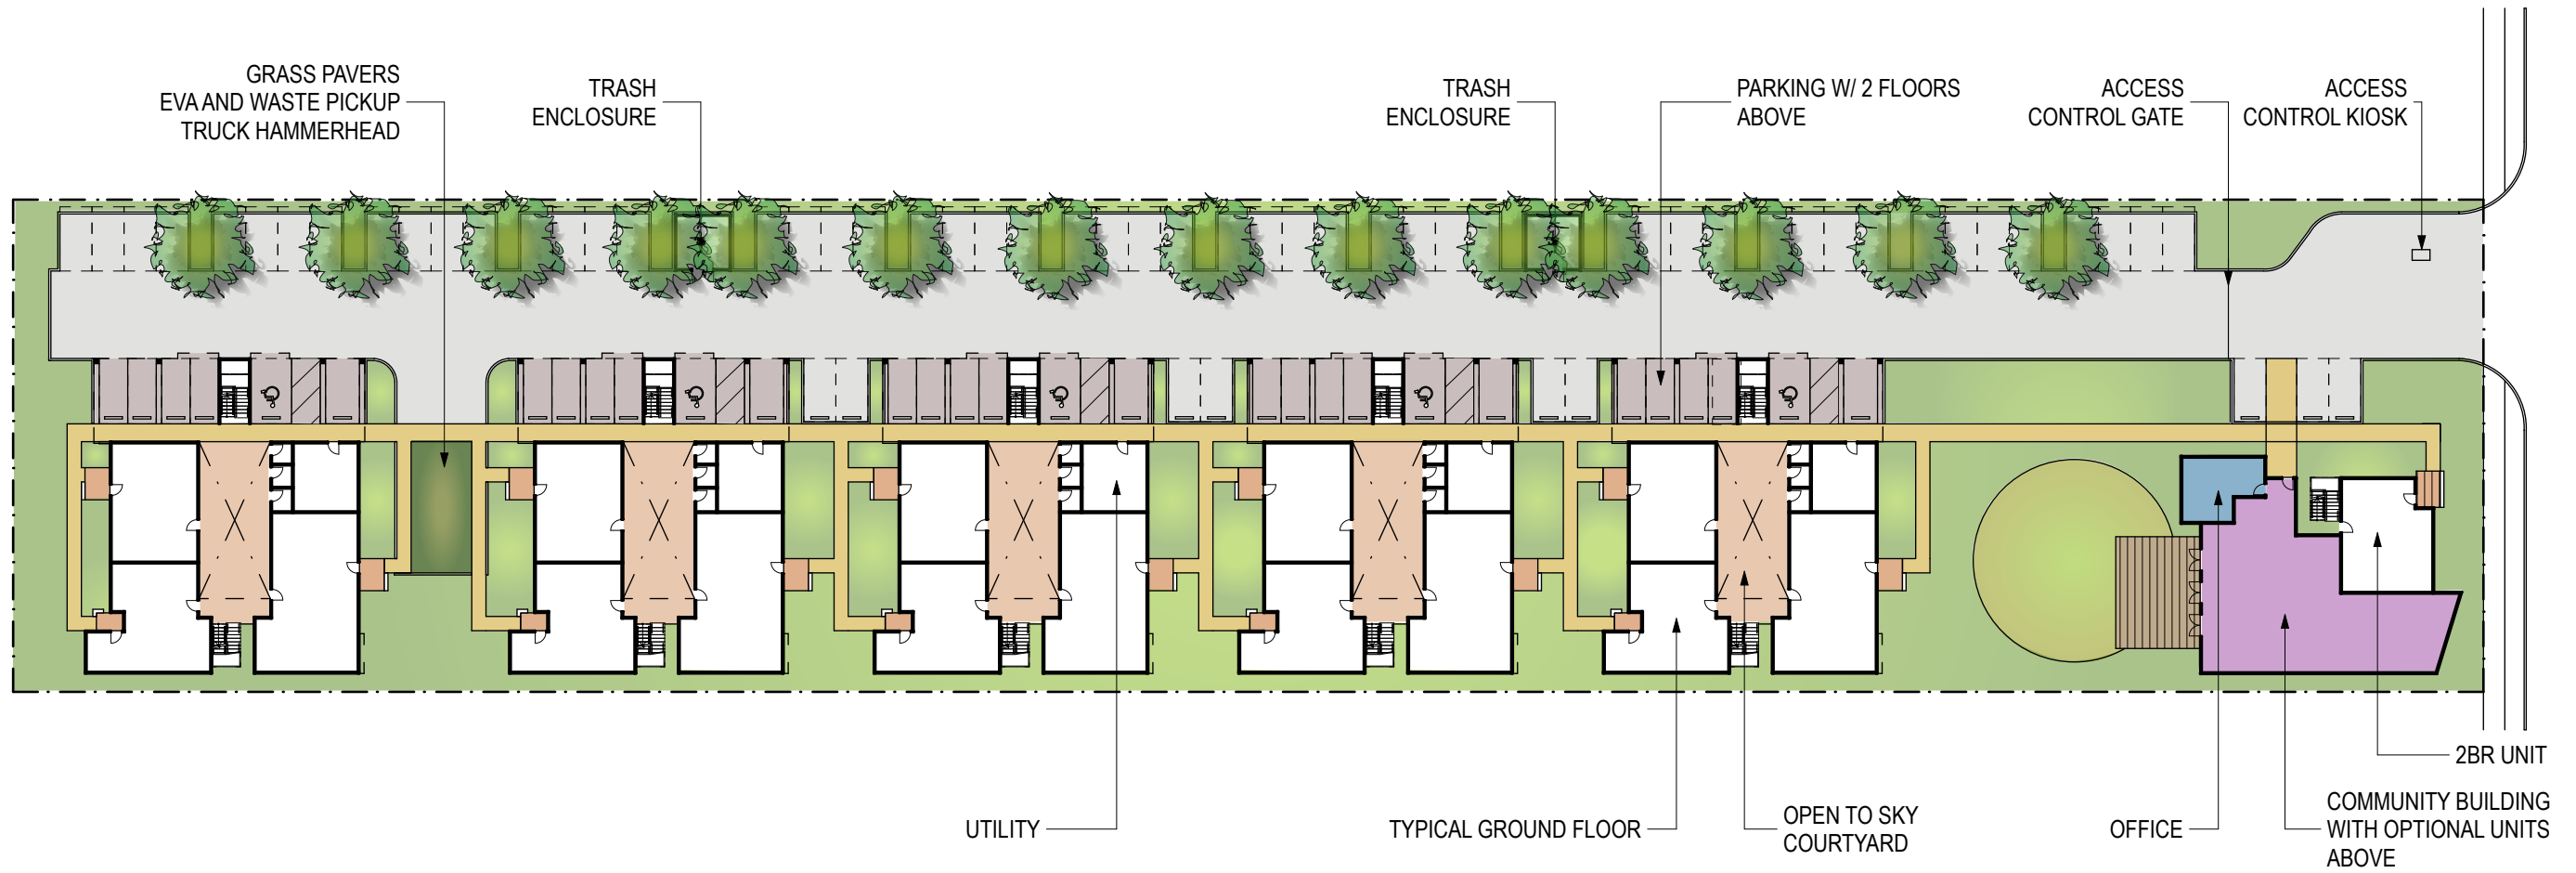 GRASS PAVERS
EVA AND WASTE PICKUP
TRUCK HAMMERHEAD
TRASH
ENCLOSURE
TRASH
ENCLOSURE
PARKING W/ 2 FLOORS
ABOVE
ACCESS
CONTROL GATE
ACCESS
CONTROL KIOSK
2BR UNIT
UTILITY
TYPICAL GROUND FLOOR
OPEN TO SKY
COURTYARD
OFFICE
COMMUNITY BUILDING
WITH OPTIONAL UNITS
ABOVE